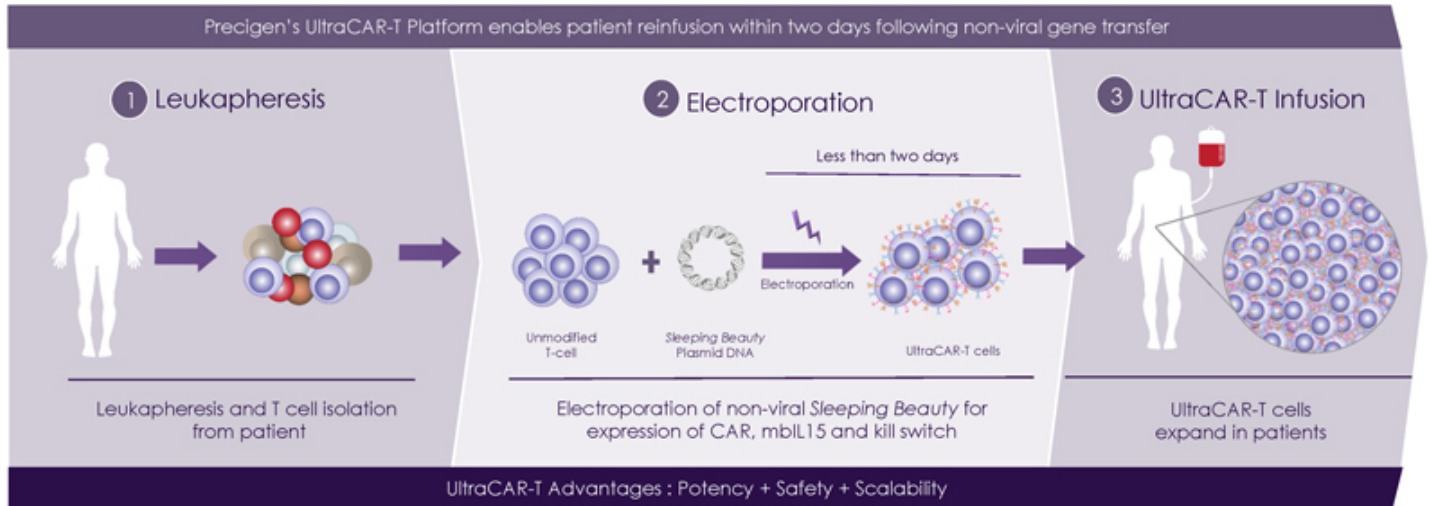 Precigen's UltraCAR-T Platform enables patient reinfusion within two days following non-viral gene transfer
1 Leukapheresis
Leukapheresis and T cell isolation
from patient
2 Electroporation
Less than two days
+
Electroporation
Unmodified
T-cell
Sleeping Beauty
Plasmid DNA
UltraCAR-T cells
Electroporation of non-viral Sleeping Beauty for
expression of CAR, mbIL15 and kill switch
3 UltraCAR-T Infusion
UltraCAR-T cells
expand in patients
UltraCAR-T Advantages : Potency + Safety + Scalability